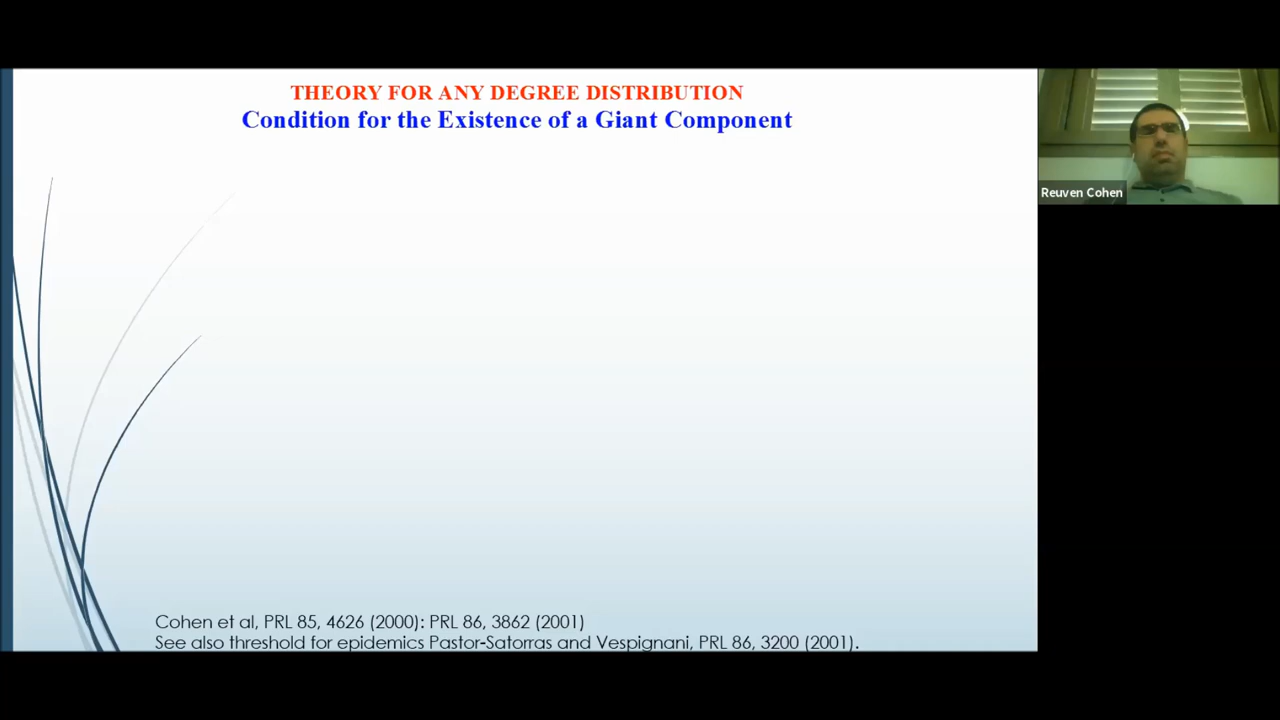 THEORY FOR ANY DEGREE DISTRIBUTION
Condition for the Existence of a Giant Component
Reuven Cohen
Cohen et al, PRL 85, 4626 (2000): PRL 86, 3862 (2001)
See also threshold for epidemics Pastor-Satorras and Vespignani, PRL 86, 3200 (2001).